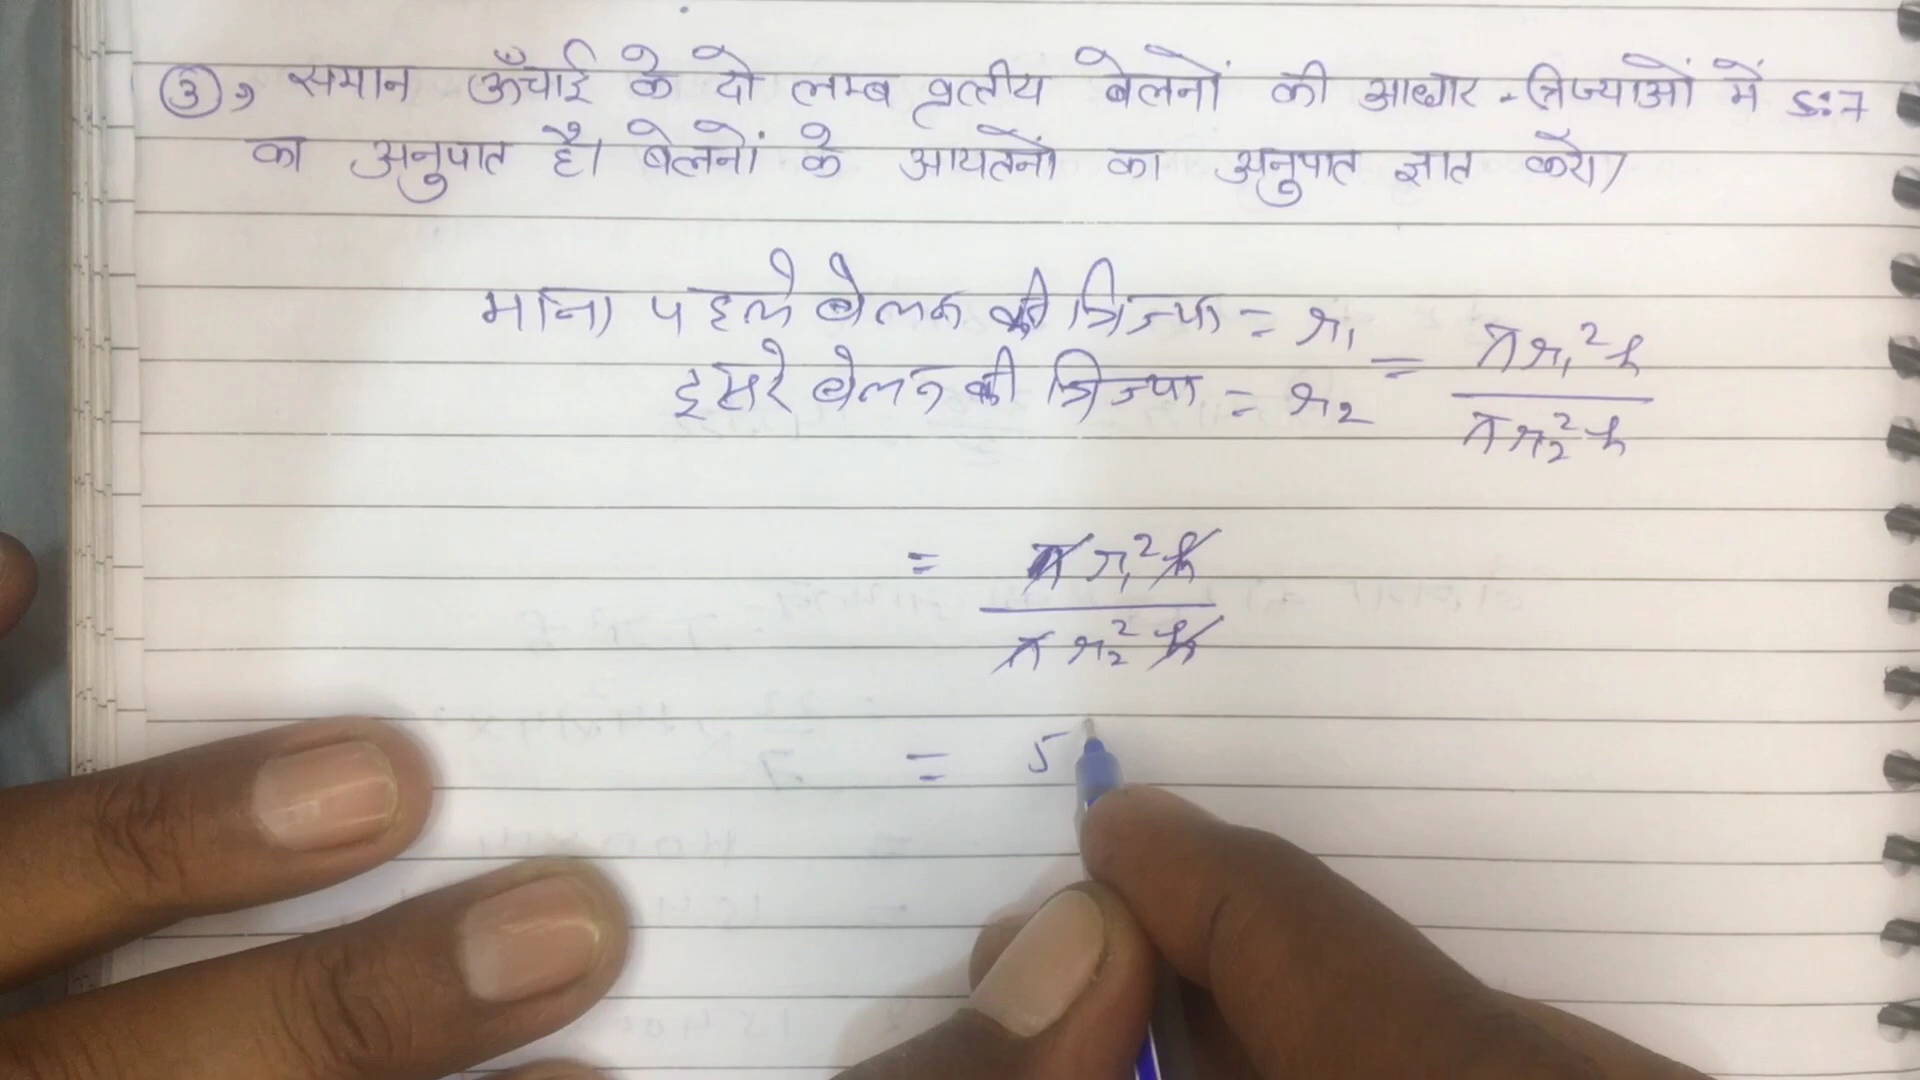 ③, समान ऊँचाई के दो लम्ब वृत्तीय बेलनों की आधार - त्रिज्याओं में 5:7
का अनुपात है। बेलनों के आयतनों का अनुपात ज्ञात करो।
माना पहले बेलन की त्रिज्या = r₁
दूसरे बेलन की त्रिज्या = r₂
= πr₁²h / πr₂²h
= πr₁²h / πr₂²h
= 5